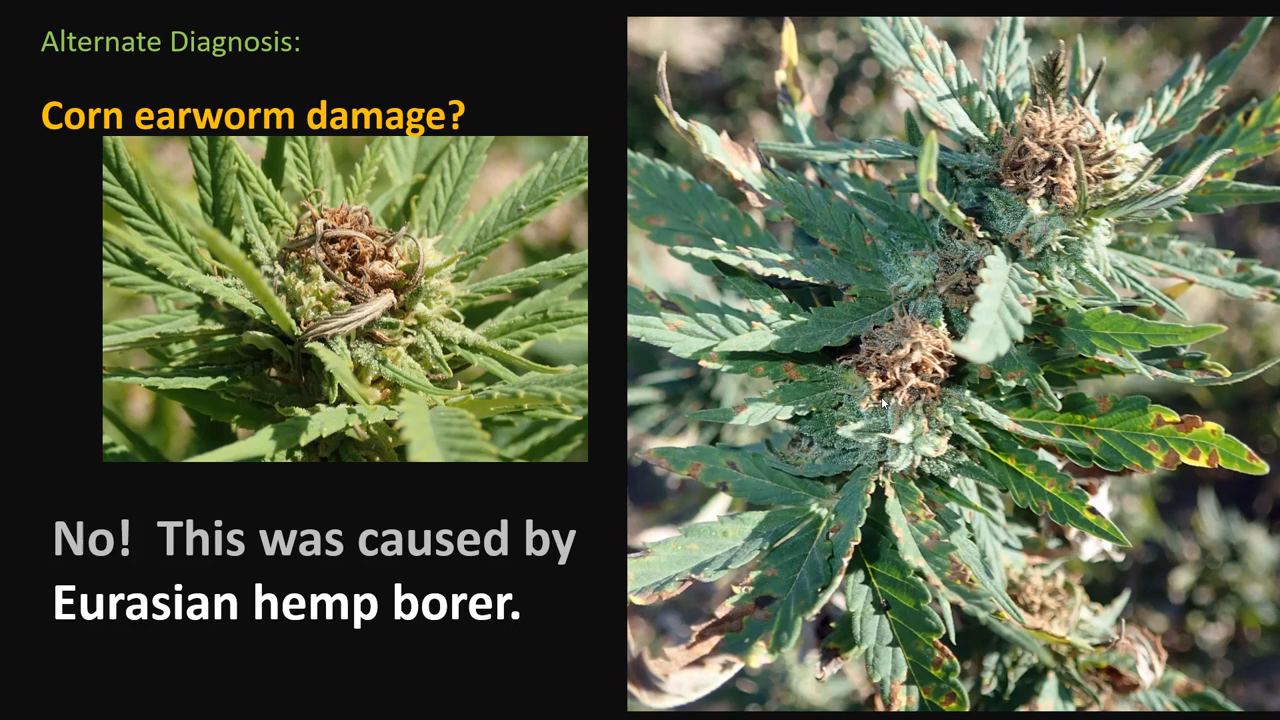 Alternate Diagnosis:
Corn earworm damage?
No!  This was caused by
Eurasian hemp borer.